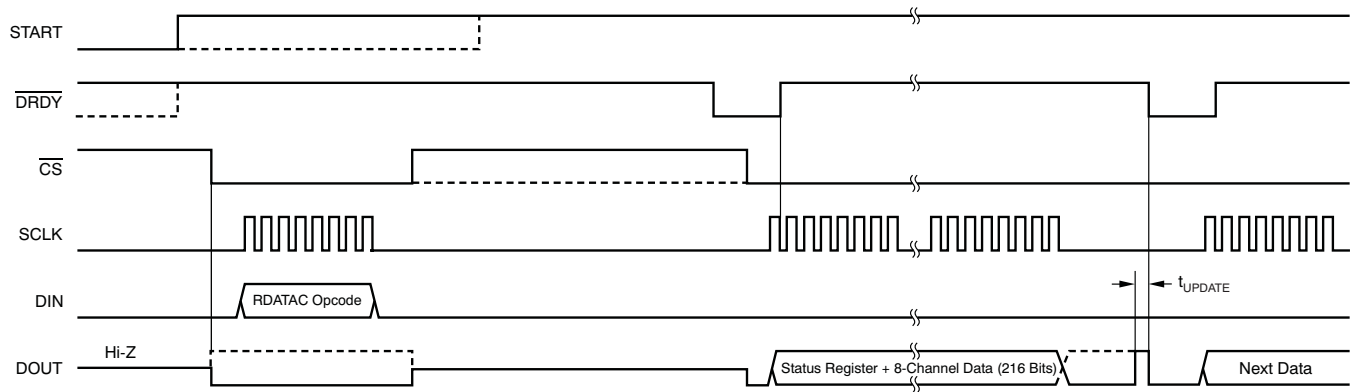 START
DRDY
CS
SCLK
DIN
RDATAC Opcode
tUPDATE
Hi-Z
DOUT
Status Register + 8-Channel Data (216 Bits)
Next Data